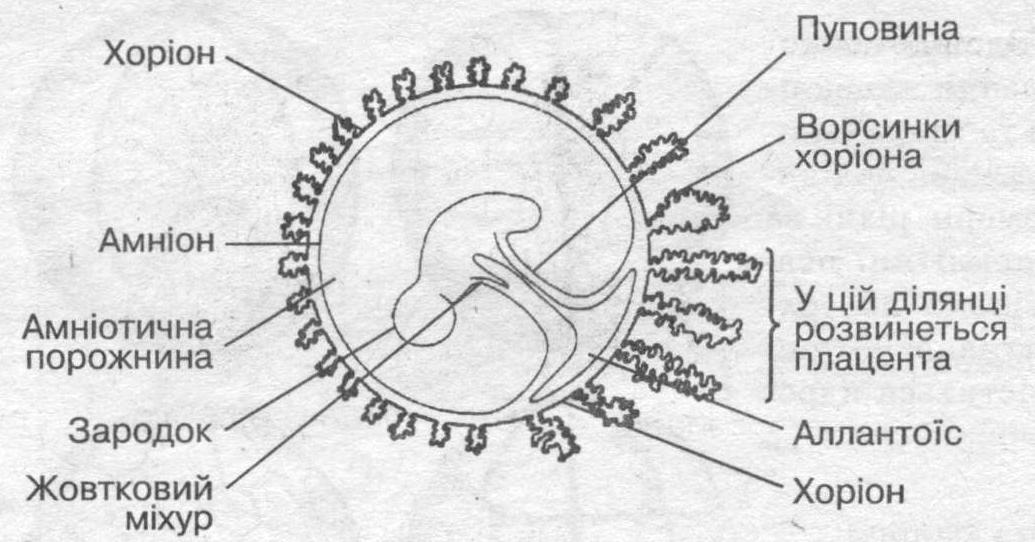 Хоріон
Амніон
Амніотична
порожнина
Зародок
Жовтковий
міхур
Пуповина
Ворсинки
хоріона
У цій ділянці
розвинеться
плацента
Аллантоїс
Хоріон